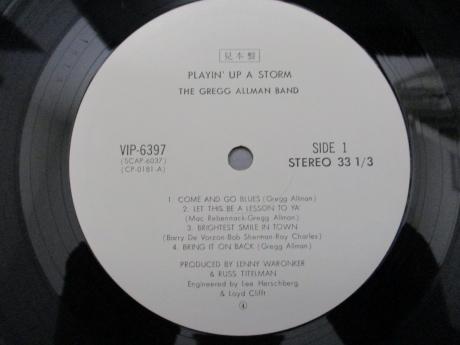 見本盤
PLAYIN' UP A STORM
THE GREGG ALLMAN BAND
VIP-6397
(SCAP-6037)
(CP-0181-A)
SIDE 1
STEREO 33 1/3
1. COME AND GO BLUES (Gregg Allman)
2. LET THIS BE A LESSON TO YA'
(Mac Rebennack-Gregg Allman)
3. BRIGHTEST SMILE IN TOWN
(Barry De Vorzon-Bob Sherman-Ray Charles)
4. BRING IT ON BACK (Gregg Allman)
PRODUCED BY LENNY WARONKER
& RUSS TITELMAN
Engineered by Lee Herschberg
& Loyd Clifft
④